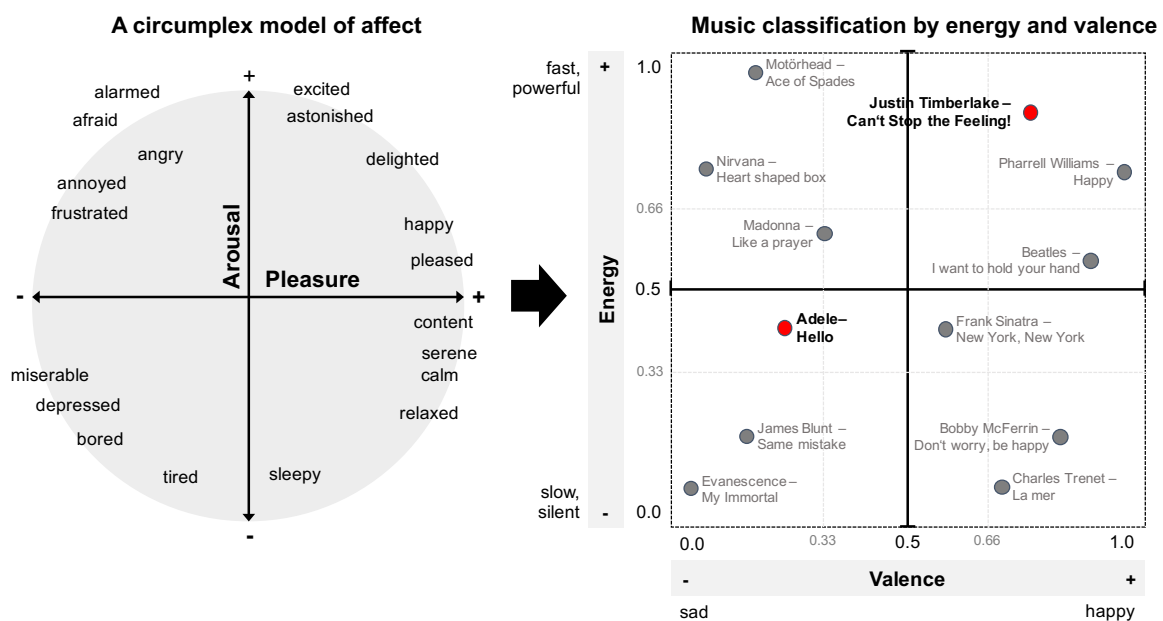 A circumplex model of affect
+
alarmed
excited
afraid
astonished
angry
delighted
annoyed
frustrated
happy
Arousal
pleased
Pleasure
-
+
content
serene
miserable
calm
depressed
relaxed
bored
tired
sleepy
-
Music classification by energy and valence
fast,
powerful
+
Energy
slow,
silent
-
1.0
0.66
0.5
0.33
0.0
Motörhead –
Ace of Spades
Justin Timberlake –
Can't Stop the Feeling!
Nirvana –
Heart shaped box
Pharrell Williams –
Happy
Madonna –
Like a prayer
Beatles –
I want to hold your hand
Adele–
Hello
Frank Sinatra –
New York, New York
James Blunt –
Same mistake
Bobby McFerrin –
Don't worry, be happy
Evanescence –
My Immortal
Charles Trenet –
La mer
0.0
0.33
0.5
0.66
1.0
-
Valence
+
sad
happy